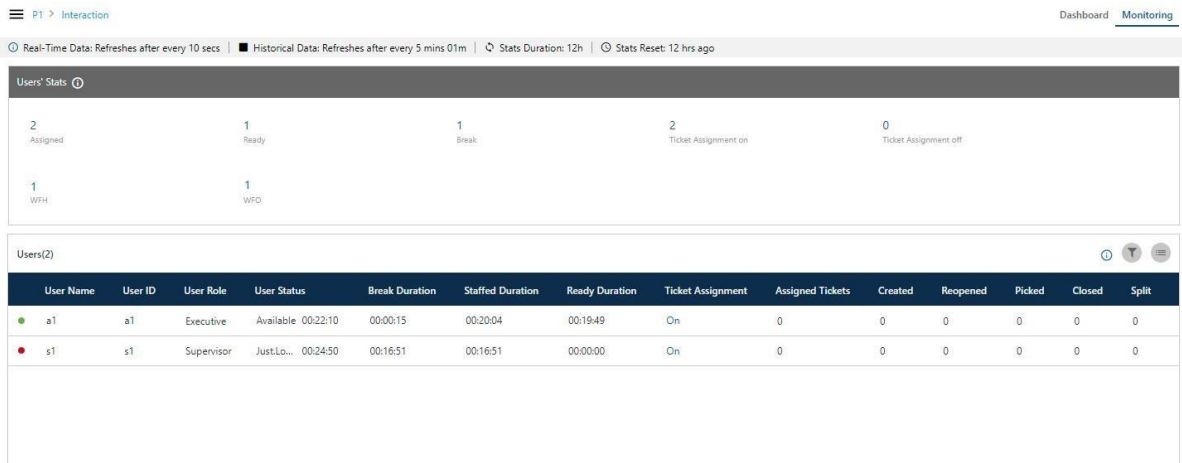 P1 > Interaction Dashboard Monitoring
Real-Time Data: Refreshes after every 10 secs | Historical Data: Refreshes after every 5 mins 01m | Stats Duration: 12h | Stats Reset: 12 hrs ago
Users' Stats
2 1 1 2 0
Assigned Ready Break Ticket Assignment on Ticket Assignment off
1 1
WFH WFO
Users(2)
User Name User ID User Role User Status Break Duration Staffed Duration Ready Duration Ticket Assignment Assigned Tickets Created Reopened Picked Closed Split
a1 a1 Executive Available 00:22:10 00:00:15 00:20:04 00:19:49 On 0 0 0 0 0 0
s1 s1 Supervisor Just.Lo... 00:24:50 00:16:51 00:16:51 00:00:00 On 0 0 0 0 0 0